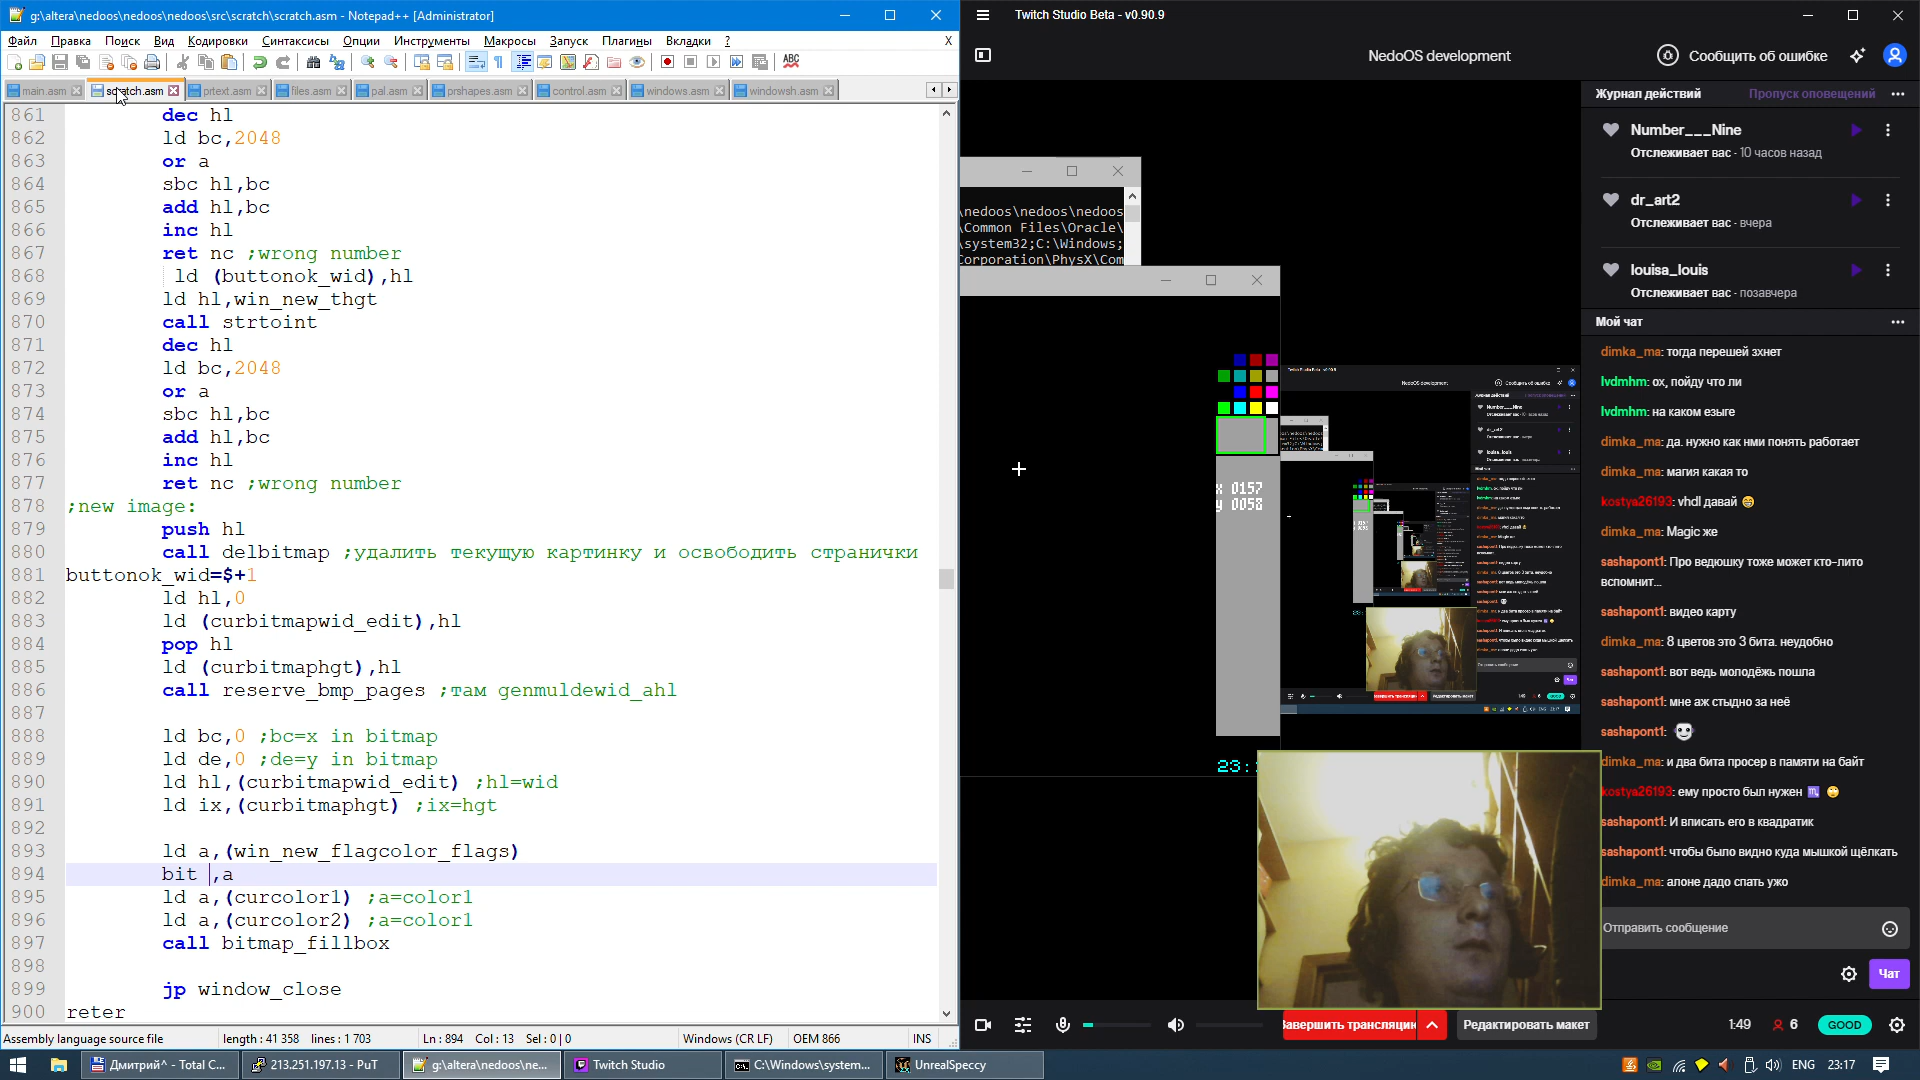 g:\altera\nedoos\nedoos\nedoos\src\scratch\scratch.asm - Notepad++ [Administrator]
Файл Правка Поиск Вид Кодировки Синтаксисы Опции Инструменты Макросы Запуск Плагины Вкладки ? X
main.asm scratch.asm prtext.asm files.asm pal.asm prshapes.asm control.asm windows.asm windowsh.asm
861 dec hl
862 ld bc,2048
863 or a
864 sbc hl,bc
865 add hl,bc
866 inc hl
867 ret nc ;wrong number
868 ld (buttonok_wid),hl
869 ld hl,win_new_thgt
870 call strtoint
871 dec hl
872 ld bc,2048
873 or a
874 sbc hl,bc
875 add hl,bc
876 inc hl
877 ret nc ;wrong number
878 ;new image:
879 push hl
880 call delbitmap ;удалить текущую картинку и освободить странички
881 buttonok_wid=$+1
882 ld hl,0
883 ld (curbitmapwid_edit),hl
884 pop hl
885 ld (curbitmaphgt),hl
886 call reserve_bmp_pages ;там genmuldewid_ahl
887
888 ld bc,0 ;bc=x in bitmap
889 ld de,0 ;de=y in bitmap
890 ld hl,(curbitmapwid_edit) ;hl=wid
891 ld ix,(curbitmaphgt) ;ix=hgt
892
893 ld a,(win_new_flagcolor_flags)
894 bit ,a
895 ld a,(curcolor1) ;a=color1
896 ld a,(curcolor2) ;a=color1
897 call bitmap_fillbox
898
899 jp window_close
900 reter
Assembly language source file length : 41 358 lines : 1 703 Ln : 894 Col : 13 Sel : 0 | 0 Windows (CR LF) OEM 866 INS
Twitch Studio Beta - v0.90.9
NedoOS development
Сообщить об ошибке
\nedoos\nedoos\nedoos
\Common Files\Oracle\
\system32;C:\Windows;
Corporation\PhysX\Com
x 0157
y 0058
23:
Журнал действий Пропуск оповещений
Number___Nine
Отслеживает вас · 10 часов назад
dr_art2
Отслеживает вас · вчера
louisa_louis
Отслеживает вас · позавчера
Мой чат
dimka_ma: тогда перешей зхнет
lvdmhm: ох, пойду что ли
lvdmhm: на каком езыге
dimka_ma: да. нужно как нми понять работает
dimka_ma: магия какая то
kostya26193: vhdl давай 😁
dimka_ma: Magic же
sashapont1: Про ведюшку тоже может кто-лито
вспомнит...
sashapont1: видео карту
dimka_ma: 8 цветов это 3 бита. неудобно
sashapont1: вот ведь молодёжь пошла
sashapont1: мне аж стыдно за неё
sashapont1:
dimka_ma: и два бита просер в памяти на байт
kostya26193: ему просто был нужен ♏ 🙄
sashapont1: И вписать его в квадратик
sashapont1: чтобы было видно куда мышкой щёлкать
dimka_ma: алоне дадо спать ужо
Отправить сообщение
Чат
Завершить трансляцию Редактировать макет 1:49 6 GOOD
Дмитрий^ - Total C... 213.251.197.13 - PuT g:\altera\nedoos\ne... Twitch Studio C:\Windows\system... UnrealSpeccy ENG 23:17